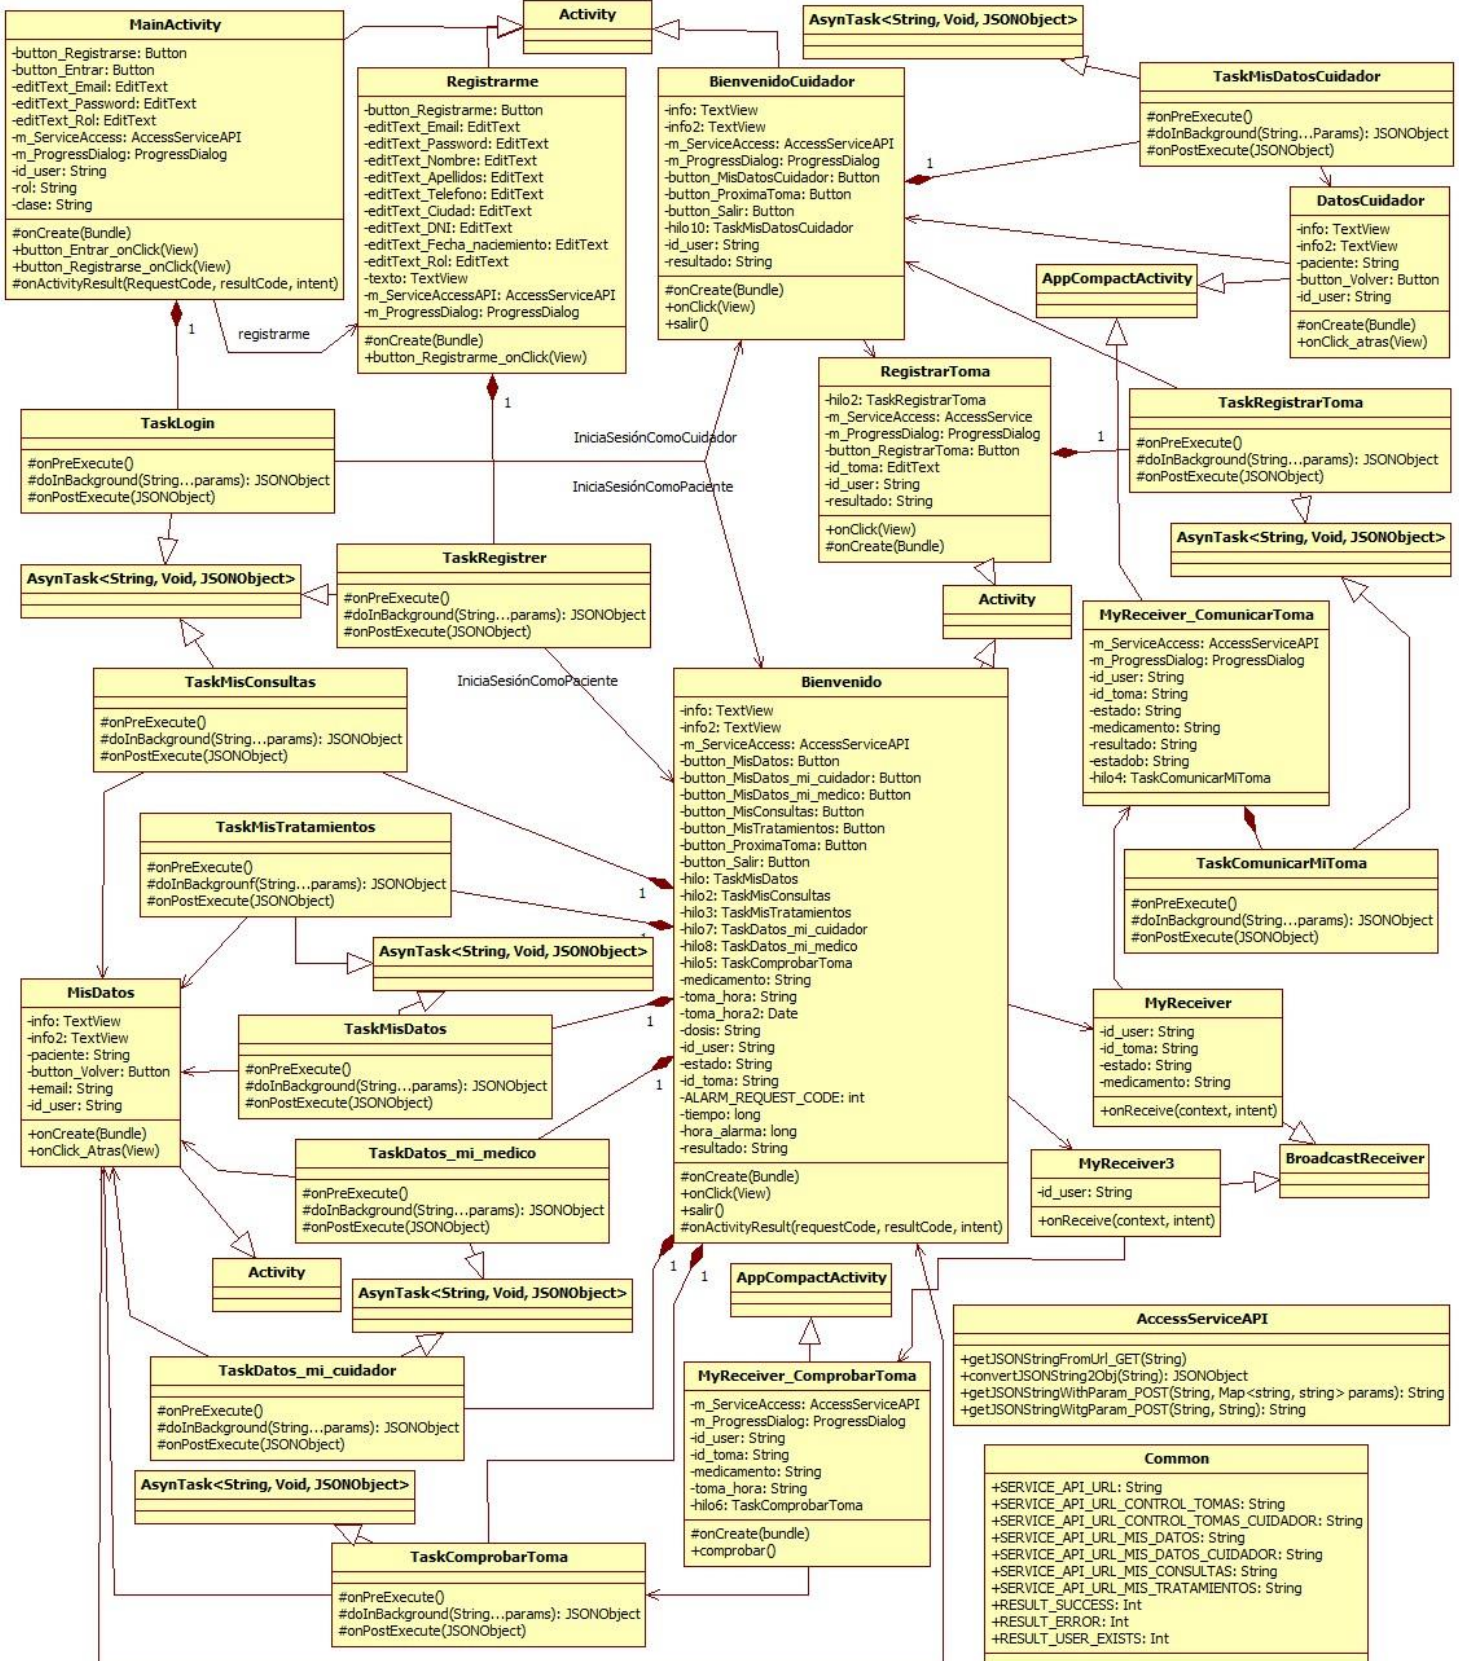 MainActivity
-button_Registrarse: Button
-button_Entrar: Button
-editText_Email: EditText
-editText_Password: EditText
-editText_Rol: EditText
-m_ServiceAccess: AccessServiceAPI
-m_ProgressDialog: ProgressDialog
-id_user: String
-rol: String
-clase: String
#onCreate(Bundle)
+button_Entrar_onClick(View)
+button_Registrarse_onClick(View)
#onActivityResult(RequestCode, resultCode, intent)
Activity
AsynTask<String, Void, JSONObject>
Registrarme
-button_Registrarme: Button
-editText_Email: EditText
-editText_Password: EditText
-editText_Nombre: EditText
-editText_Apellidos: EditText
-editText_Telefono: EditText
-editText_Ciudad: EditText
-editText_DNI: EditText
-editText_Fecha_naciemiento: EditText
-editText_Rol: EditText
-texto: TextView
-m_ServiceAccessAPI: AccessServiceAPI
-m_ProgressDialog: ProgressDialog
#onCreate(Bundle)
+button_Registrarme_onClick(View)
BienvenidoCuidador
-info: TextView
-info2: TextView
-m_ServiceAccess: AccessServiceAPI
-m_ProgressDialog: ProgressDialog
-button_MisDatosCuidador: Button
-button_ProximaToma: Button
-button_Salir: Button
-hilo10: TaskMisDatosCuidador
-id_user: String
-resultado: String
#onCreate(Bundle)
+onClick(View)
+salir()
TaskMisDatosCuidador
#onPreExecute()
#doInBackground(String...Params): JSONObject
#onPostExecute(JSONObject)
1
DatosCuidador
-info: TextView
-info2: TextView
-paciente: String
-button_Volver: Button
-id_user: String
#onCreate(Bundle)
+onClick_atras(View)
AppCompactActivity
1
registrarme
1
RegistrarToma
-hilo2: TaskRegistrarToma
-m_ServiceAccess: AccessService
-m_ProgressDialog: ProgressDialog
-button_RegistrarToma: Button
-id_toma: EditText
-id_user: String
-resultado: String
+onClick(View)
#onCreate(Bundle)
1
TaskRegistrarToma
#onPreExecute()
#doInBackground(String...params): JSONObject
#onPostExecute(JSONObject)
TaskLogin
#onPreExecute()
#doInBackground(String...params): JSONObject
#onPostExecute(JSONObject)
IniciaSesiónComoCuidador
IniciaSesiónComoPaciente
AsynTask<String, Void, JSONObject>
AsynTask<String, Void, JSONObject>
TaskRegistrer
#onPreExecute()
#doInBackground(String...params): JSONObject
#onPostExecute(JSONObject)
Activity
MyReceiver_ComunicarToma
-m_ServiceAccess: AccessServiceAPI
-m_ProgressDialog: ProgressDialog
-id_user: String
-id_toma: String
-estado: String
-medicamento: String
-resultado: String
-estadob: String
-hilo4: TaskComunicarMiToma
IniciaSesiónComoPaciente
TaskMisConsultas
#onPreExecute()
#doInBackground(String...params): JSONObject
#onPostExecute(JSONObject)
Bienvenido
-info: TextView
-info2: TextView
-m_ServiceAccess: AccessServiceAPI
-button_MisDatos: Button
-button_MisDatos_mi_cuidador: Button
-button_MisDatos_mi_medico: Button
-button_MisConsultas: Button
-button_MisTratamientos: Button
-button_ProximaToma: Button
-button_Salir: Button
-hilo: TaskMisDatos
-hilo2: TaskMisConsultas
-hilo3: TaskMisTratamientos
-hilo7: TaskDatos_mi_cuidador
-hilo8: TaskDatos_mi_medico
-hilo5: TaskComprobarToma
-medicamento: String
-toma_hora: String
-toma_hora2: Date
-dosis: String
-id_user: String
-estado: String
-id_toma: String
-ALARM_REQUEST_CODE: int
-tiempo: long
-hora_alarma: long
-resultado: String
#onCreate(Bundle)
+onClick(View)
+salir()
#onActivityResult(requestCode, resultCode, intent)
TaskMisTratamientos
#onPreExecute()
#doInBackgrounf(String...params): JSONObject
#onPostExecute(JSONObject)
1
1
TaskComunicarMiToma
#onPreExecute()
#doInBackground(String...params): JSONObject
#onPostExecute(JSONObject)
AsynTask<String, Void, JSONObject>
MisDatos
-info: TextView
-info2: TextView
-paciente: String
-button_Volver: Button
+email: String
-id_user: String
+onCreate(Bundle)
+onClick_Atras(View)
TaskMisDatos
#onPreExecute()
#doInBackground(String...params): JSONObject
#onPostExecute(JSONObject)
1
1
MyReceiver
-id_user: String
-id_toma: String
-estado: String
-medicamento: String
+onReceive(context, intent)
TaskDatos_mi_medico
#onPreExecute()
#doInBackground(String...params): JSONObject
#onPostExecute(JSONObject)
MyReceiver3
-id_user: String
+onReceive(context, intent)
BroadcastReceiver
Activity
AsynTask<String, Void, JSONObject>
1
1
AppCompactActivity
AccessServiceAPI
+getJSONStringFromUrl_GET(String)
+convertJSONString2Obj(String): JSONObject
+getJSONStringWithParam_POST(String, Map<string, string> params): String
+getJSONStringWitgParam_POST(String, String): String
TaskDatos_mi_cuidador
#onPreExecute()
#doInBackground(String...params): JSONObject
#onPostExecute(JSONObject)
MyReceiver_ComprobarToma
-m_ServiceAccess: AccessServiceAPI
-m_ProgressDialog: ProgressDialog
-id_user: String
-id_toma: String
-medicamento: String
-toma_hora: String
-hilo6: TaskComprobarToma
#onCreate(bundle)
+comprobar()
Common
+SERVICE_API_URL: String
+SERVICE_API_URL_CONTROL_TOMAS: String
+SERVICE_API_URL_CONTROL_TOMAS_CUIDADOR: String
+SERVICE_API_URL_MIS_DATOS: String
+SERVICE_API_URL_MIS_DATOS_CUIDADOR: String
+SERVICE_API_URL_MIS_CONSULTAS: String
+SERVICE_API_URL_MIS_TRATAMIENTOS: String
+RESULT_SUCCESS: Int
+RESULT_ERROR: Int
+RESULT_USER_EXISTS: Int
AsynTask<String, Void, JSONObject>
TaskComprobarToma
#onPreExecute()
#doInBackground(String...params): JSONObject
#onPostExecute(JSONObject)